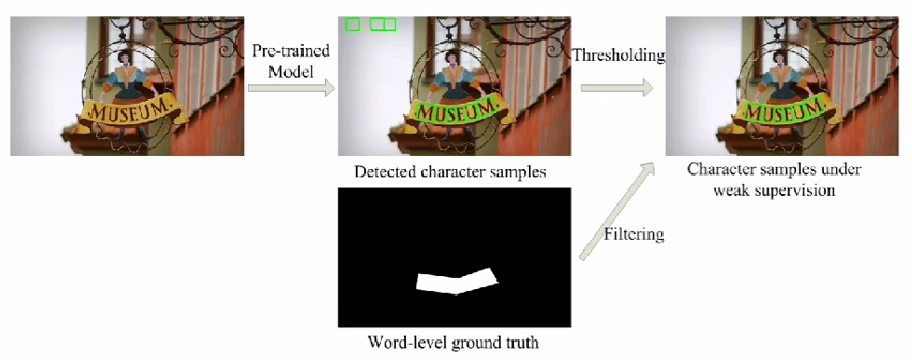 Pre-trained
Model
Thresholding
MUSEUM
MUSEUM
MUSEUM
Detected character samples
Character samples under
weak supervision
Filtering
Word-level ground truth